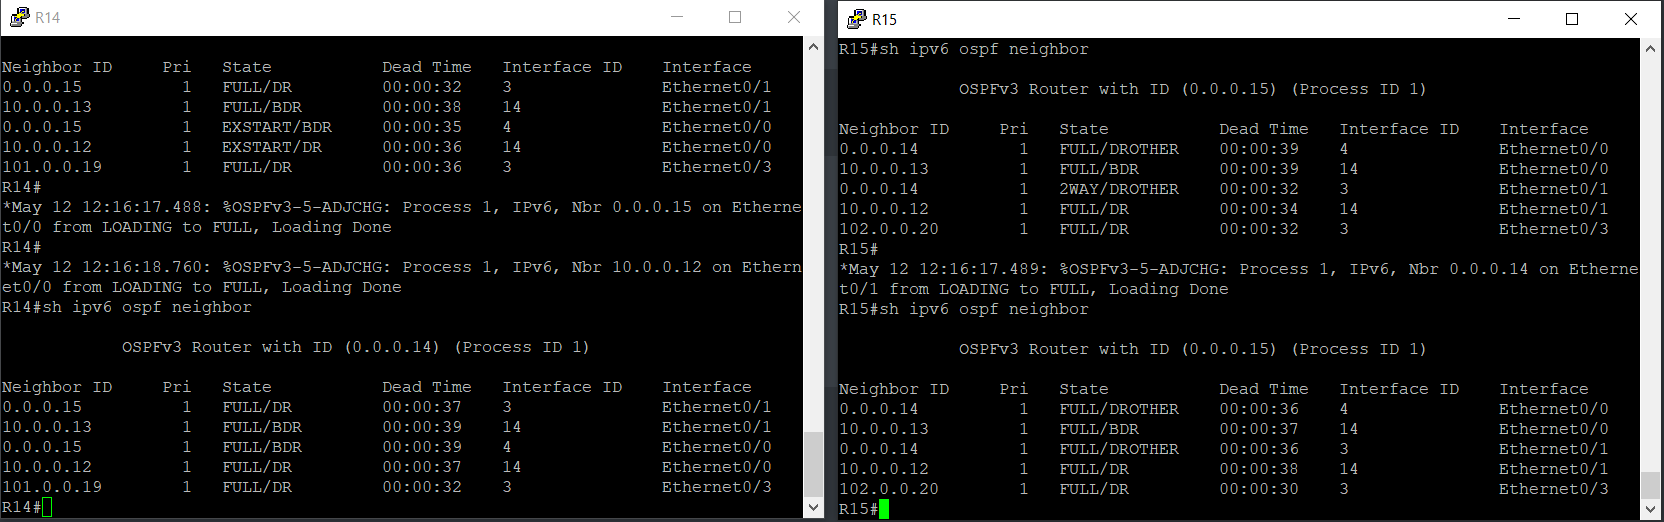 R14
Neighbor ID     Pri   State           Dead Time   Interface ID    Interface
0.0.0.15          1   FULL/DR         00:00:32    3               Ethernet0/1
10.0.0.13         1   FULL/BDR        00:00:38    14              Ethernet0/1
0.0.0.15          1   EXSTART/BDR     00:00:35    4               Ethernet0/0
10.0.0.12         1   EXSTART/DR      00:00:36    14              Ethernet0/0
101.0.0.19        1   FULL/DR         00:00:36    3               Ethernet0/3
R14#
*May 12 12:16:17.488: %OSPFv3-5-ADJCHG: Process 1, IPv6, Nbr 0.0.0.15 on Etherne
t0/0 from LOADING to FULL, Loading Done
R14#
*May 12 12:16:18.760: %OSPFv3-5-ADJCHG: Process 1, IPv6, Nbr 10.0.0.12 on Ethern
et0/0 from LOADING to FULL, Loading Done
R14#sh ipv6 ospf neighbor
            OSPFv3 Router with ID (0.0.0.14) (Process ID 1)
Neighbor ID     Pri   State           Dead Time   Interface ID    Interface
0.0.0.15          1   FULL/DR         00:00:37    3               Ethernet0/1
10.0.0.13         1   FULL/BDR        00:00:39    14              Ethernet0/1
0.0.0.15          1   FULL/BDR        00:00:39    4               Ethernet0/0
10.0.0.12         1   FULL/DR         00:00:37    14              Ethernet0/0
101.0.0.19        1   FULL/DR         00:00:32    3               Ethernet0/3
R14#
R15
R15#sh ipv6 ospf neighbor
            OSPFv3 Router with ID (0.0.0.15) (Process ID 1)
Neighbor ID     Pri   State           Dead Time   Interface ID    Interface
0.0.0.14          1   FULL/DROTHER    00:00:39    4               Ethernet0/0
10.0.0.13         1   FULL/BDR        00:00:39    14              Ethernet0/0
0.0.0.14          1   2WAY/DROTHER    00:00:32    3               Ethernet0/1
10.0.0.12         1   FULL/DR         00:00:34    14              Ethernet0/1
102.0.0.20        1   FULL/DR         00:00:32    3               Ethernet0/3
R15#
*May 12 12:16:17.489: %OSPFv3-5-ADJCHG: Process 1, IPv6, Nbr 0.0.0.14 on Etherne
t0/1 from LOADING to FULL, Loading Done
R15#sh ipv6 ospf neighbor
            OSPFv3 Router with ID (0.0.0.15) (Process ID 1)
Neighbor ID     Pri   State           Dead Time   Interface ID    Interface
0.0.0.14          1   FULL/DROTHER    00:00:36    4               Ethernet0/0
10.0.0.13         1   FULL/BDR        00:00:37    14              Ethernet0/0
0.0.0.14          1   FULL/DROTHER    00:00:36    3               Ethernet0/1
10.0.0.12         1   FULL/DR         00:00:38    14              Ethernet0/1
102.0.0.20        1   FULL/DR         00:00:30    3               Ethernet0/3
R15#